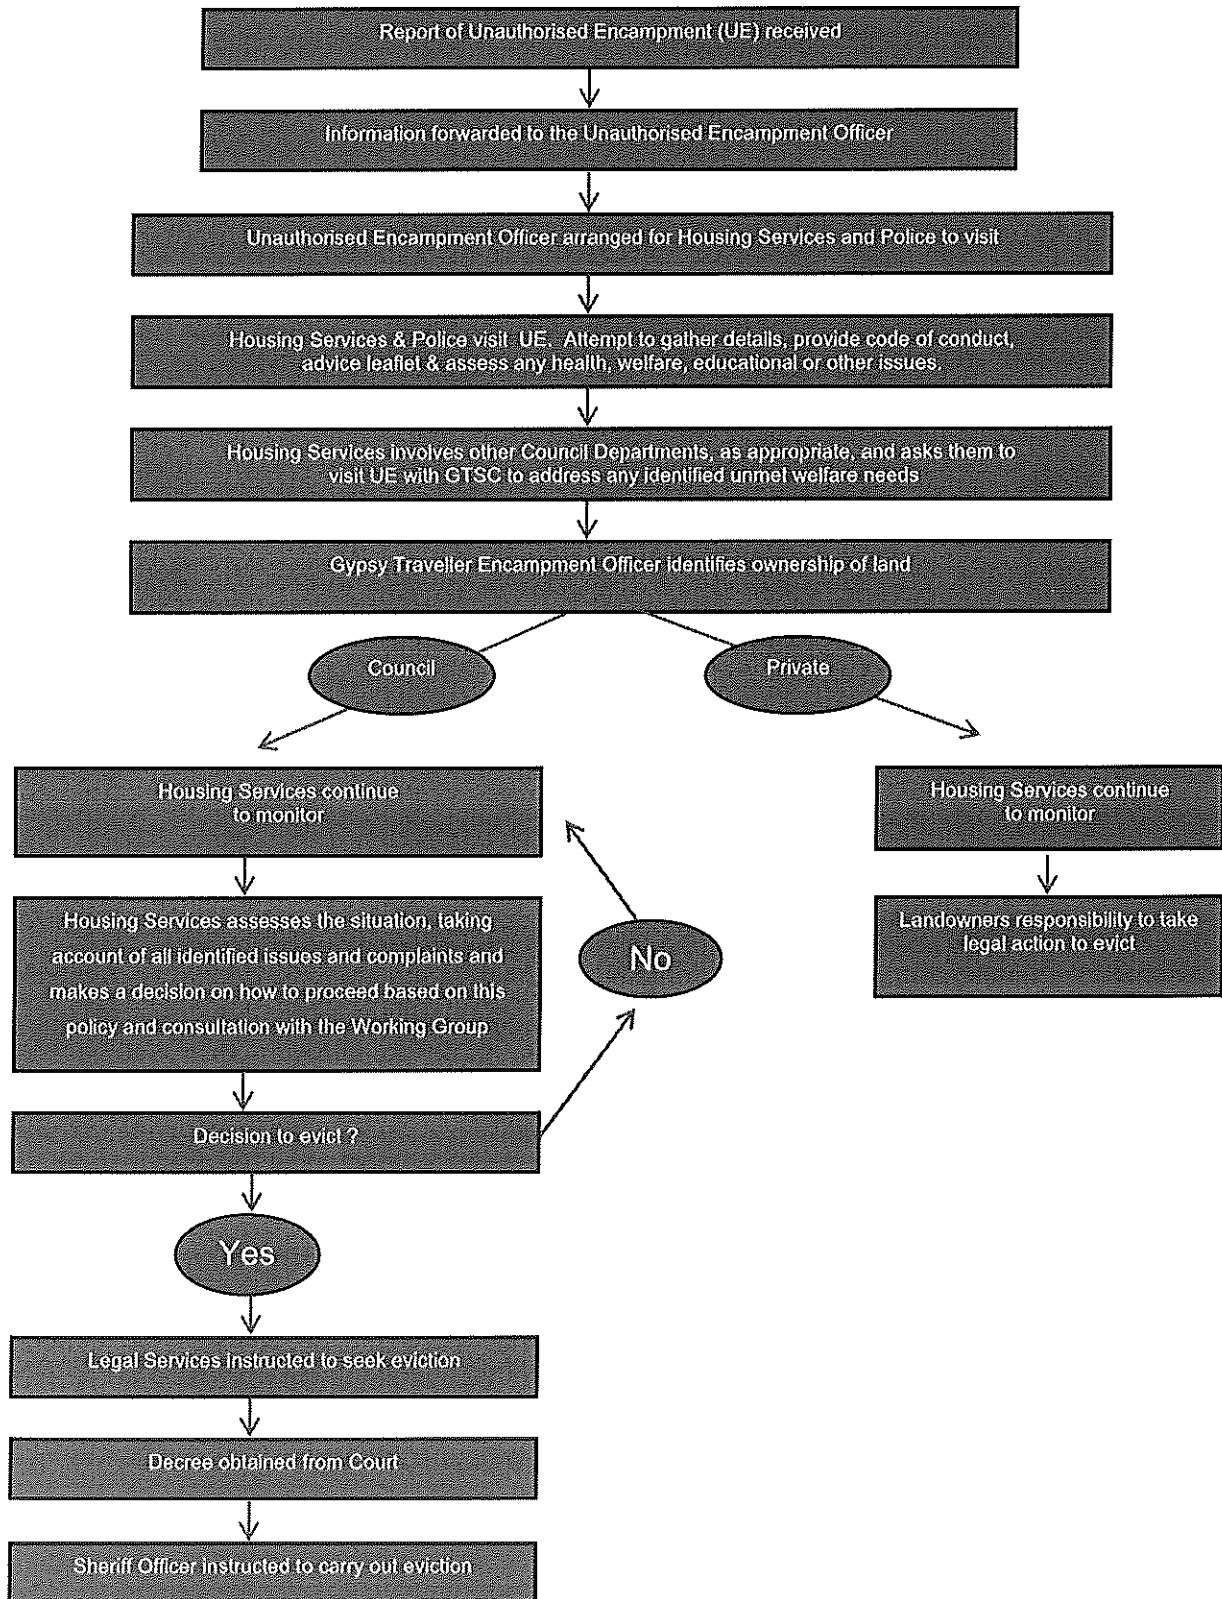 Report of Unauthorised Encampment (UE) received
Information forwarded to the Unauthorised Encampment Officer
Unauthorised Encampment Officer arranged for Housing Services and Police to visit
Housing Services & Police visit UE. Attempt to gather details, provide code of conduct,
advice leaflet & assess any health, welfare, educational or other issues.
Housing Services involves other Council Departments, as appropriate, and asks them to
visit UE with GTSC to address any identified unmet welfare needs
Gypsy Traveller Encampment Officer identifies ownership of land
Council
Private
Housing Services continue
to monitor
Housing Services assesses the situation, taking
account of all identified issues and complaints and
makes a decision on how to proceed based on this
policy and consultation with the Working Group
Decision to evict ?
No
Yes
Legal Services instructed to seek eviction
Decree obtained from Court
Sheriff Officer instructed to carry out eviction
Housing Services continue
to monitor
Landowners responsibility to take
legal action to evict